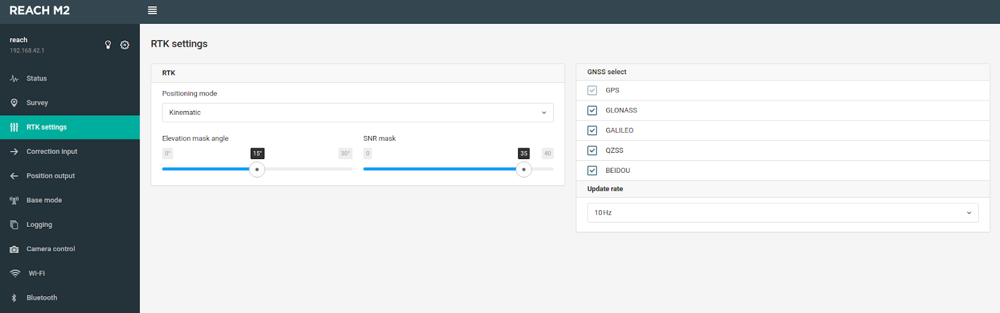 REACH M2
reach
192.168.42.1
Status
Survey
RTK settings
Correction input
Position output
Base mode
Logging
Camera control
Wi-Fi
Bluetooth
RTK settings
RTK
Positioning mode
Kinematic
Elevation mask angle
0° 15° 30°
SNR mask
0 35 40
GNSS select
GPS
GLONASS
GALILEO
QZSS
BEIDOU
Update rate
10 Hz